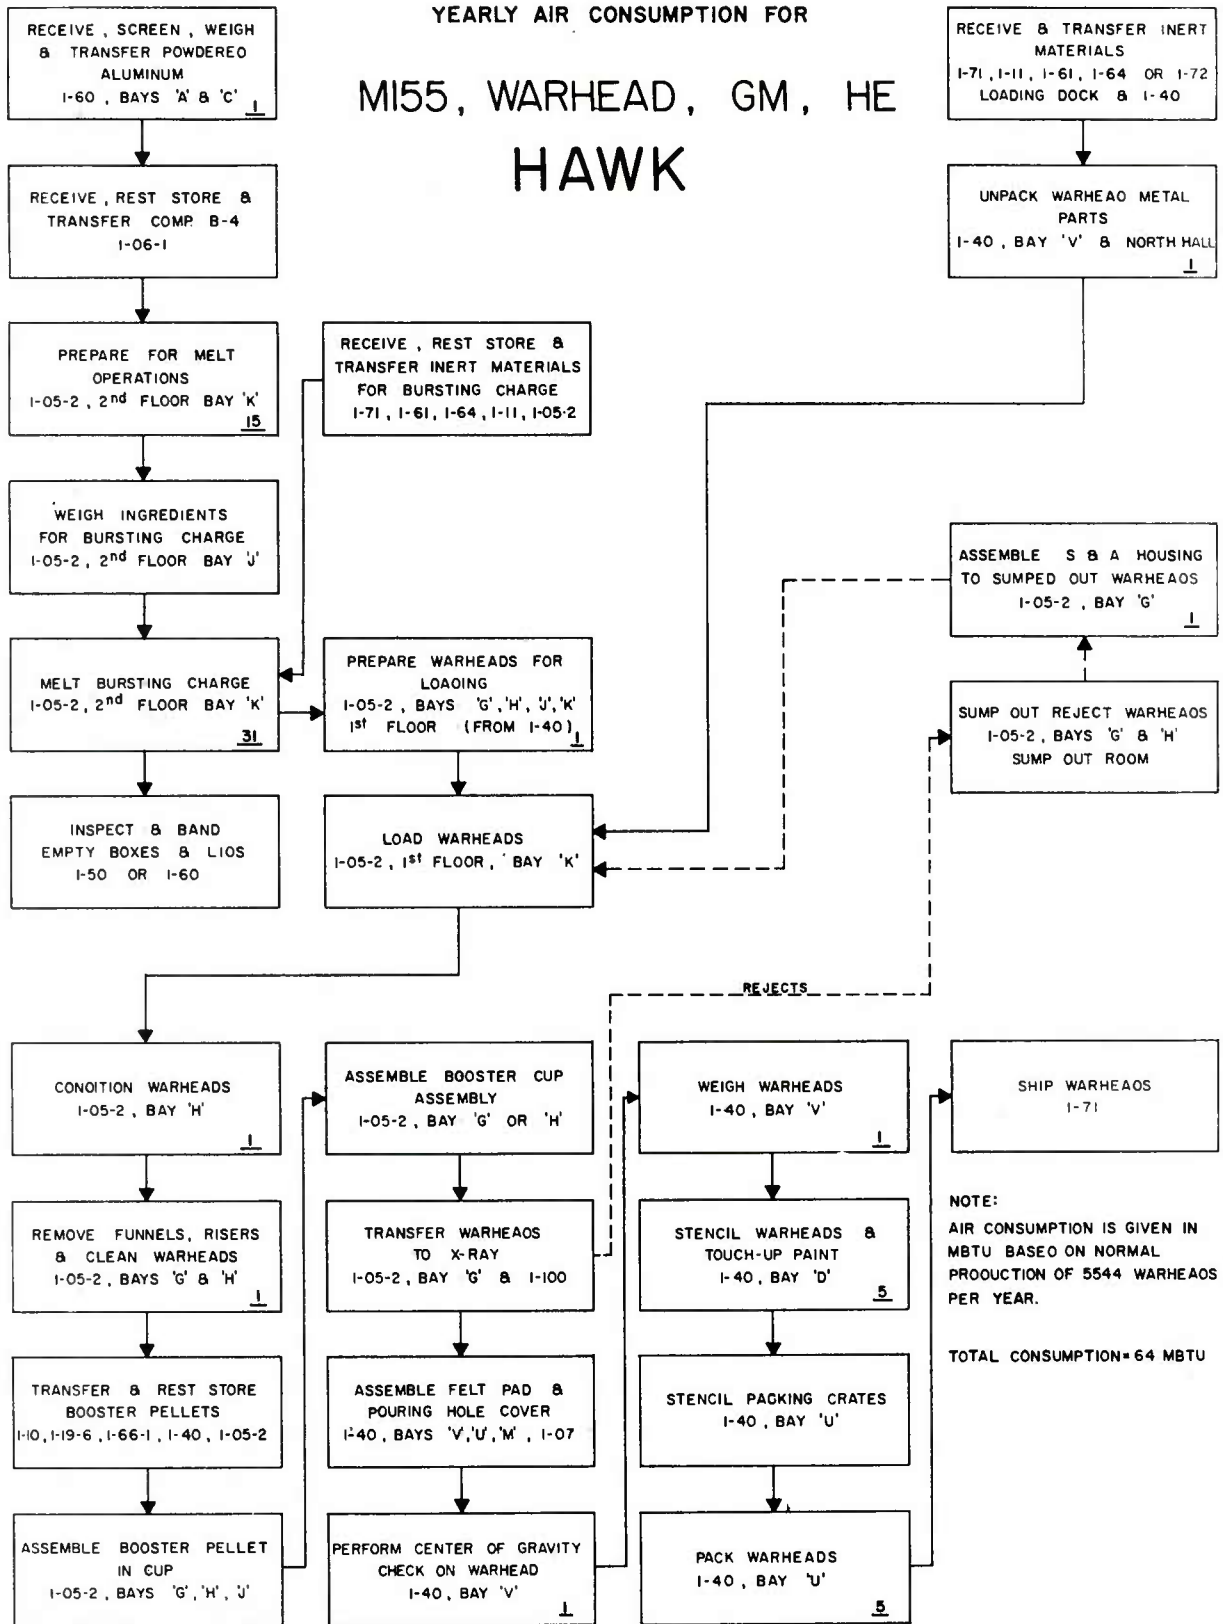 YEARLY AIR CONSUMPTION FOR
M155, WARHEAD, GM, HE
HAWK
RECEIVE, SCREEN, WEIGH
& TRANSFER POWDEREO
ALUMINUM
1-60, BAYS 'A' & 'C'
1
RECEIVE & TRANSFER INERT
MATERIALS
1-71, 1-11, 1-61, 1-64 OR 1-72
LOADING DOCK & 1-40
RECEIVE, REST STORE &
TRANSFER COMP. B-4
1-06-1
UNPACK WARHEAO METAL
PARTS
1-40, BAY 'V' & NORTH HALL
1
PREPARE FOR MELT
OPERATIONS
1-05-2, 2nd FLOOR BAY 'K'
15
RECEIVE, REST STORE &
TRANSFER INERT MATERIALS
FOR BURSTING CHARGE
1-71, 1-61, 1-64, 1-11, 1-05-2
WEIGH INGREDIENTS
FOR BURSTING CHARGE
1-05-2, 2nd FLOOR BAY 'J'
ASSEMBLE S & A HOUSING
TO SUMPED OUT WARHEAOS
1-05-2, BAY 'G'
1
MELT BURSTING CHARGE
1-05-2, 2nd FLOOR BAY 'K'
31
PREPARE WARHEADS FOR
LOAOING
1-05-2, BAYS 'G', 'H', 'J', 'K'
1st FLOOR (FROM 1-40)
1
SUMP OUT REJECT WARHEAOS
1-05-2, BAYS 'G' & 'H'
SUMP OUT ROOM
INSPECT & BAND
EMPTY BOXES & LIOS
1-50 OR 1-60
LOAD WARHEADS
1-05-2, 1st FLOOR, BAY 'K'
REJECTS
CONOITION WARHEADS
1-05-2, BAY 'H'
1
ASSEMBLE BOOSTER CUP
ASSEMBLY
1-05-2, BAY 'G' OR 'H'
WEIGH WARHEADS
1-40, BAY 'V'
1
SHIP WARHEAOS
1-71
REMOVE FUNNELS, RISERS
& CLEAN WARHEADS
1-05-2, BAYS 'G' & 'H'
1
TRANSFER WARHEAOS
TO X-RAY
1-05-2, BAY 'G' & 1-100
STENCIL WARHEADS &
TOUCH-UP PAINT
1-40, BAY 'D'
5
NOTE:
AIR CONSUMPTION IS GIVEN IN
MBTU BASEO ON NORMAL
PROOUCTION OF 5544 WARHEAOS
PER YEAR.
TOTAL CONSUMPTION=64 MBTU
TRANSFER & REST STORE
BOOSTER PELLETS
1-10, 1-19-6, 1-66-1, 1-40, 1-05-2
ASSEMBLE FELT PAD &
POURING HOLE COVER
1-40, BAYS 'V', 'U', 'M', 1-07
STENCIL PACKING CRATES
1-40, BAY 'U'
ASSEMBLE BOOSTER PELLET
IN CUP
1-05-2, BAYS 'G', 'H', 'J'
PERFORM CENTER OF GRAVITY
CHECK ON WARHEAD
1-40, BAY 'V'
1
PACK WARHEADS
1-40, BAY 'U'
5